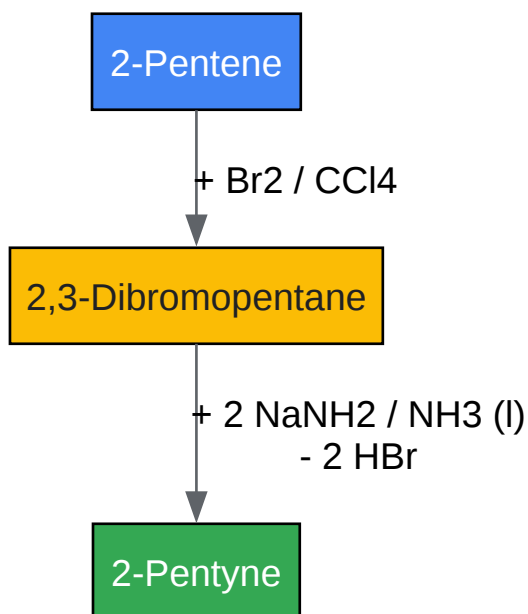 2-Pentene
+ Br2 / CCl4
2,3-Dibromopentane
+ 2 NaNH2 / NH3 (l)
- 2 HBr
2-Pentyne